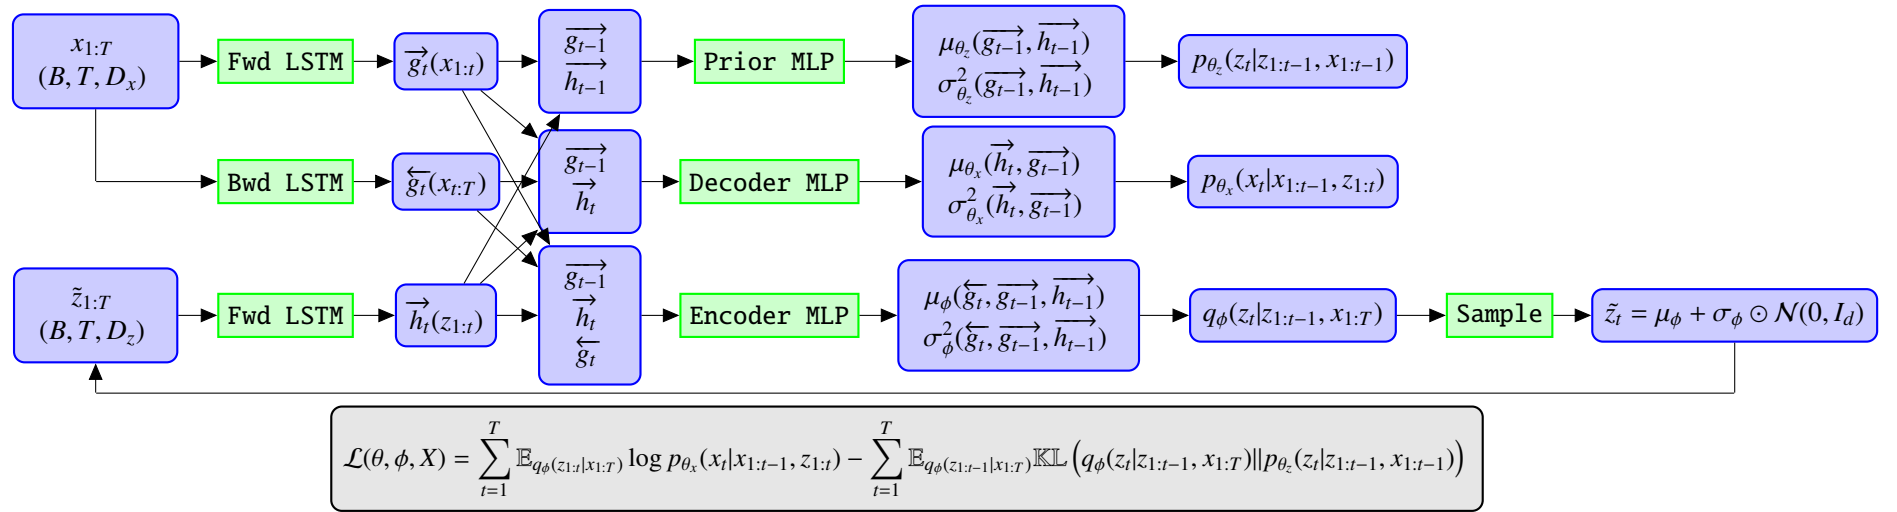 x_{1:T}
(B, T, D_x)
Fwd LSTM
\overrightarrow{g_t}(x_{1:t})
\overrightarrow{g_{t-1}}
\overrightarrow{h_{t-1}}
Prior MLP
μ_{θ_z}(\overrightarrow{g_{t-1}}, \overrightarrow{h_{t-1}})
σ²_{θ_z}(\overrightarrow{g_{t-1}}, \overrightarrow{h_{t-1}})
p_{θ_z}(z_t|z_{1:t-1}, x_{1:t-1})
Bwd LSTM
\overleftarrow{g_t}(x_{t:T})
\overrightarrow{g_{t-1}}
\overrightarrow{h_t}
Decoder MLP
μ_{θ_x}(\overrightarrow{h_t}, \overrightarrow{g_{t-1}})
σ²_{θ_x}(\overrightarrow{h_t}, \overrightarrow{g_{t-1}})
p_{θ_x}(x_t|x_{1:t-1}, z_{1:t})
\tilde{z}_{1:T}
(B, T, D_z)
Fwd LSTM
\overrightarrow{h_t}(z_{1:t})
\overrightarrow{g_{t-1}}
\overrightarrow{h_t}
\overleftarrow{g_t}
Encoder MLP
μ_φ(\overleftarrow{g_t}, \overrightarrow{g_{t-1}}, \overrightarrow{h_{t-1}})
σ²_φ(\overleftarrow{g_t}, \overrightarrow{g_{t-1}}, \overrightarrow{h_{t-1}})
q_φ(z_t|z_{1:t-1}, x_{1:T})
Sample
\tilde{z}_t = μ_φ + σ_φ ⊙ 𝒩(0, I_d)
ℒ(θ, φ, X) = \sum_{t=1}^{T} 𝔼_{q_φ(z_{1:t}|x_{1:T})} log p_{θ_x}(x_t|x_{1:t-1}, z_{1:t}) − \sum_{t=1}^{T} 𝔼_{q_φ(z_{1:t-1}|x_{1:T})} 𝕂𝕃 (q_φ(z_t|z_{1:t-1}, x_{1:T})‖p_{θ_z}(z_t|z_{1:t-1}, x_{1:t-1}))